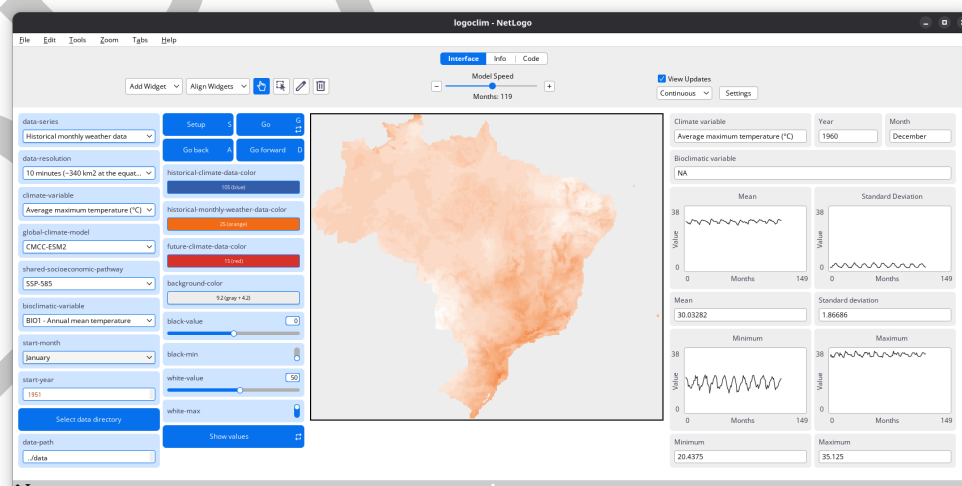 logoclim - NetLogo
File Edit Tools Zoom Tabs Help
Interface Info Code
Add Widget Align Widgets
Model Speed
Months: 119
View Updates
Continuous Settings
data-series
Historical monthly weather data
data-resolution
10 minutes (~340 km2 at the equat...
climate-variable
Average maximum temperature (°C)
global-climate-model
CMCC-ESM2
shared-socioeconomic-pathway
SSP-585
bioclimatic-variable
BIO1 - Annual mean temperature
start-month
January
start-year
1951
Select data directory
data-path
../data
Setup S
Go G
Go back A
Go forward D
historical-climate-data-color
105 (blue)
historical-monthly-weather-data-color
25 (orange)
future-climate-data-color
15 (red)
background-color
9.2 (gray + 4.2)
black-value 0
black-min
white-value 50
white-max
Show values
Climate variable
Average maximum temperature (°C)
Year
1960
Month
December
Bioclimatic variable
NA
Mean
38
Value
0
0 Months 149
Standard Deviation
38
Value
0
0 Months 149
Mean
30.03282
Standard deviation
1.86686
Minimum
38
Value
0
0 Months 149
Maximum
38
Value
0
0 Months 149
Minimum
20.4375
Maximum
35.125